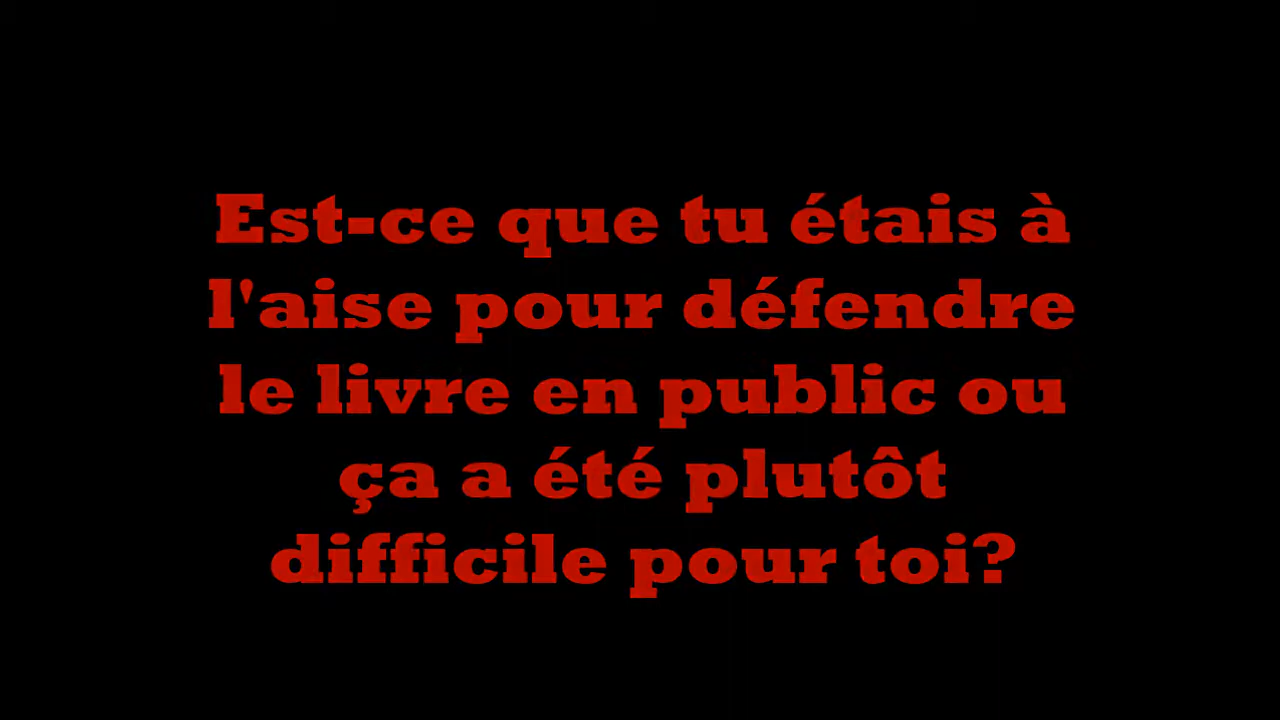 Est-ce que tu étais à
l'aise pour défendre
le livre en public ou
ça a été plutôt
difficile pour toi?